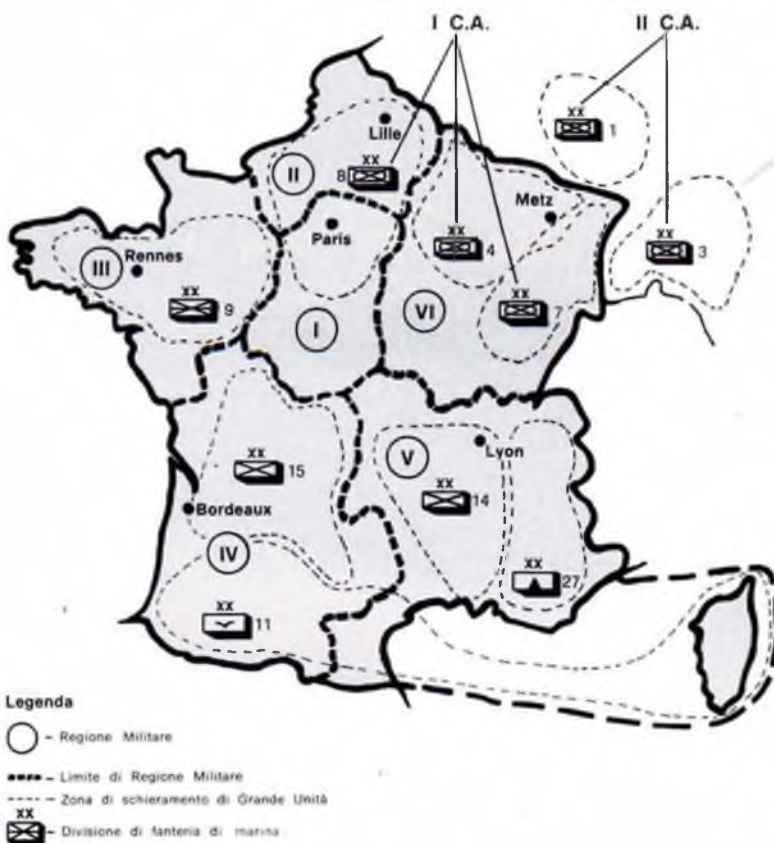 I C.A.
II C.A.
XX
1
Lille
II
XX
8
Metz
Paris
XX
4
XX
3
III
Rennes
XX
9
I
VI
XX
7
XX
15
V
Lyon
XX
14
Bordeaux
IV
XX
27
XX
11
Legenda
- Regione Militare
- Limite di Regione Militare
- Zona di schieramento di Grande Unità
XX
- Divisione di fanteria di marina